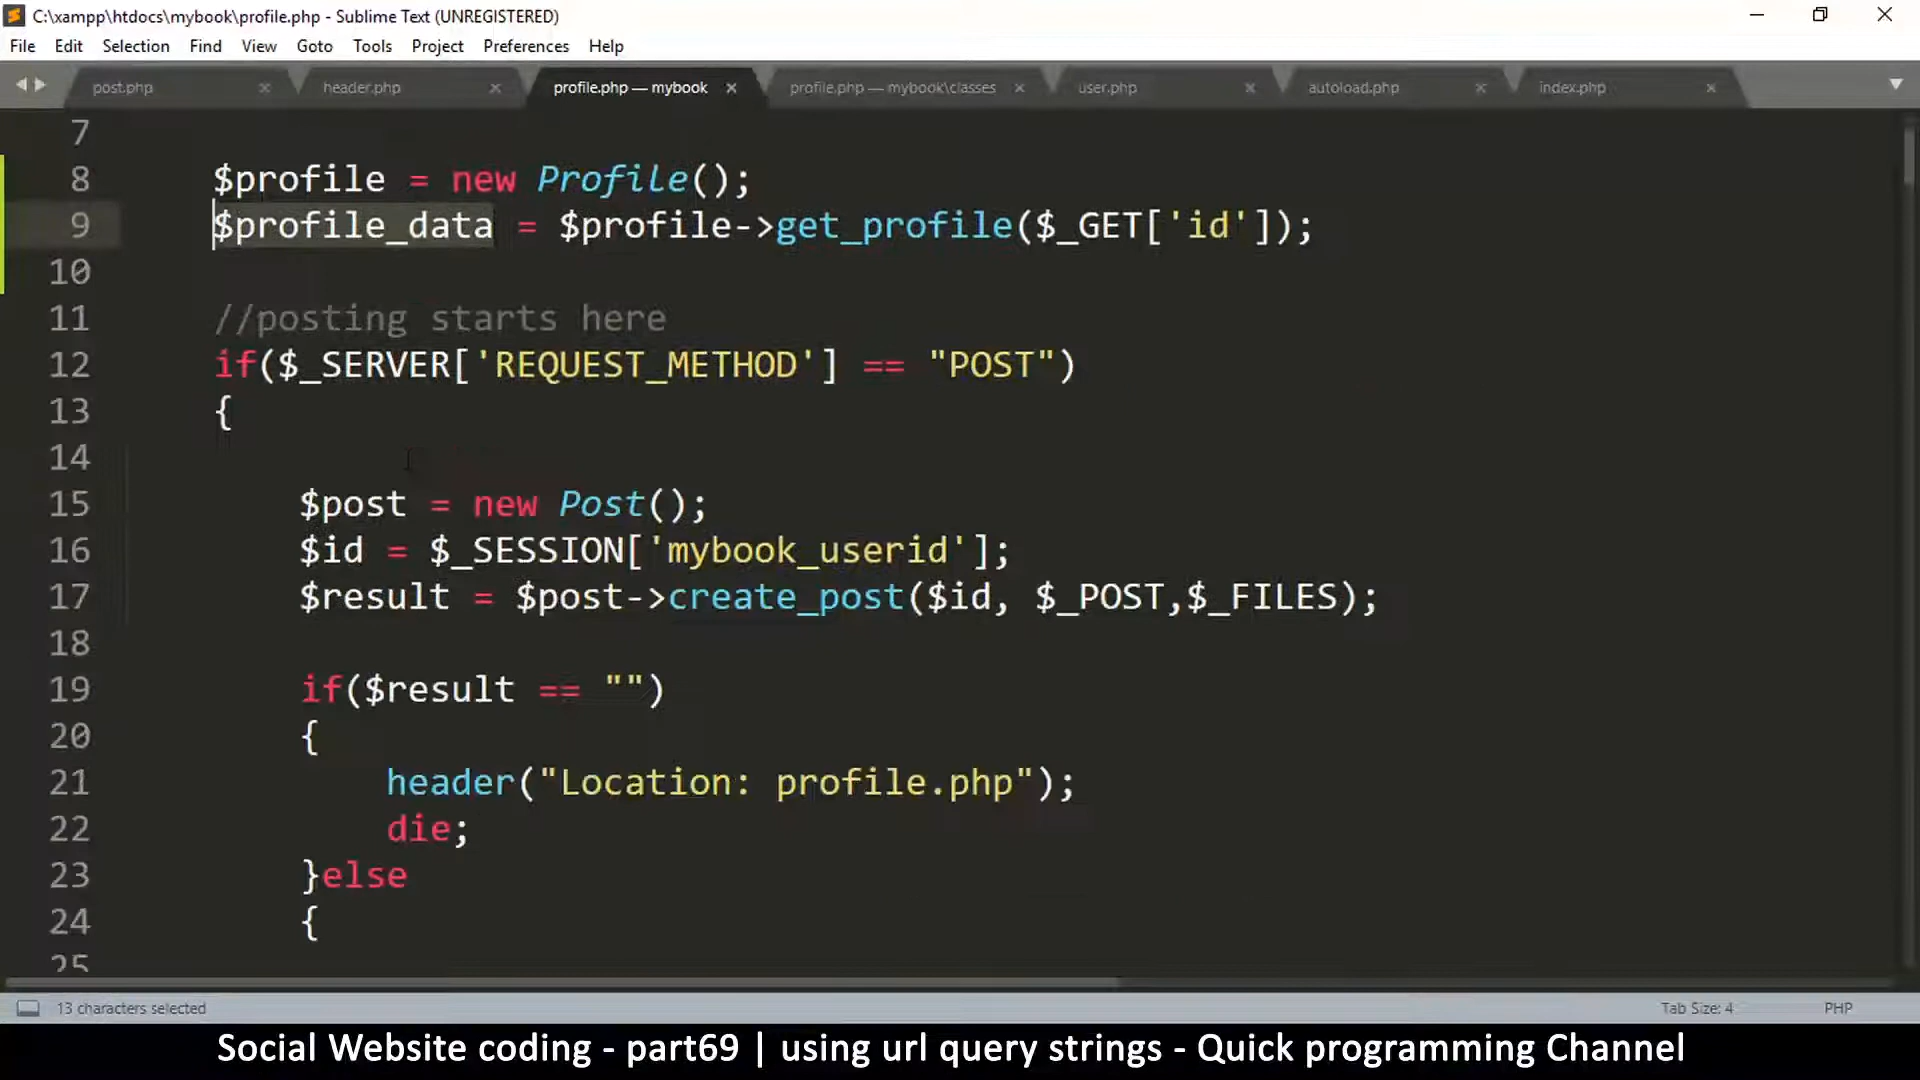 C:\xampp\htdocs\mybook\profile.php - Sublime Text (UNREGISTERED)
File Edit Selection Find View Goto Tools Project Preferences Help
post.php header.php profile.php — mybook profile.php — mybook\classes user.php autoload.php index.php
7
8 $profile = new Profile();
9 $profile_data = $profile->get_profile($_GET['id']);
10
11 //posting starts here
12 if($_SERVER['REQUEST_METHOD'] == "POST")
13 {
14
15 $post = new Post();
16 $id = $_SESSION['mybook_userid'];
17 $result = $post->create_post($id, $_POST,$_FILES);
18
19 if($result == "")
20 {
21 header("Location: profile.php");
22 die;
23 }else
24 {
25
13 characters selected Tab Size: 4 PHP
Social Website coding - part69 | using url query strings - Quick programming Channel